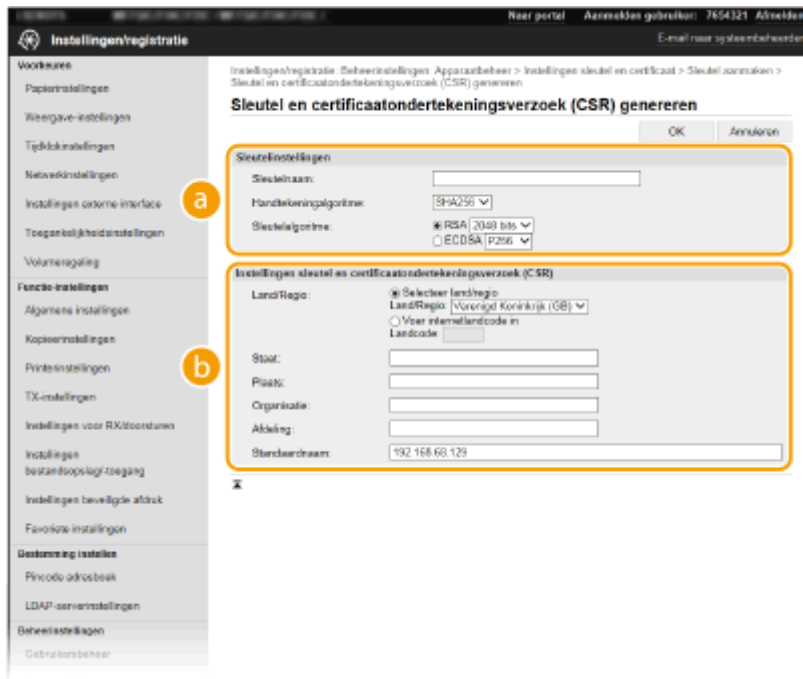 Naar portal Aanmelden gebruiker: 7654321 Afmelden
Instellingen/registratie
E-mail naar systeembeheerder
Voorkeuren
Papierinstellingen
Weergave-instellingen
Tijdklokinstellingen
Netwerkinstellingen
Instellingen externe interface
Toegankelijkheidsinstellingen
Volumeregeling
Functie-instellingen
Algemene instellingen
Kopieerinstellingen
Printerinstellingen
TX-instellingen
Instellingen voor RX/doorsturen
Instellingen
bestandsopslag/-toegang
Instellingen beveiligde afdruk
Favoriete instellingen
Bestemming instellen
Pincode adresboek
LDAP-serverinstellingen
Beheerinstellingen
Gebruikersbeheer
Instellingen/registratie: Beheerinstellingen: Apparaatbeheer > Instellingen sleutel en certificaat > Sleutel aanmaken >
Sleutel en certificaatondertekeningsverzoek (CSR) genereren
Sleutel en certificaatondertekeningsverzoek (CSR) genereren
OK Annuleren
a
Sleutelinstellingen
Sleutelnaam:
Handtekeningalgoritme: SHA256
Sleutelalgoritme: RSA 2048 bits
ECDSA P256
b
Instellingen sleutel en certificaatondertekeningsverzoek (CSR)
Land/Regio: Selecteer land/regio
Land/Regio: Verenigd Koninkrijk (GB)
Voer internetlandcode in
Landcode:
Staat:
Plaats:
Organisatie:
Afdeling:
Standaardnaam: 192.168.68.129